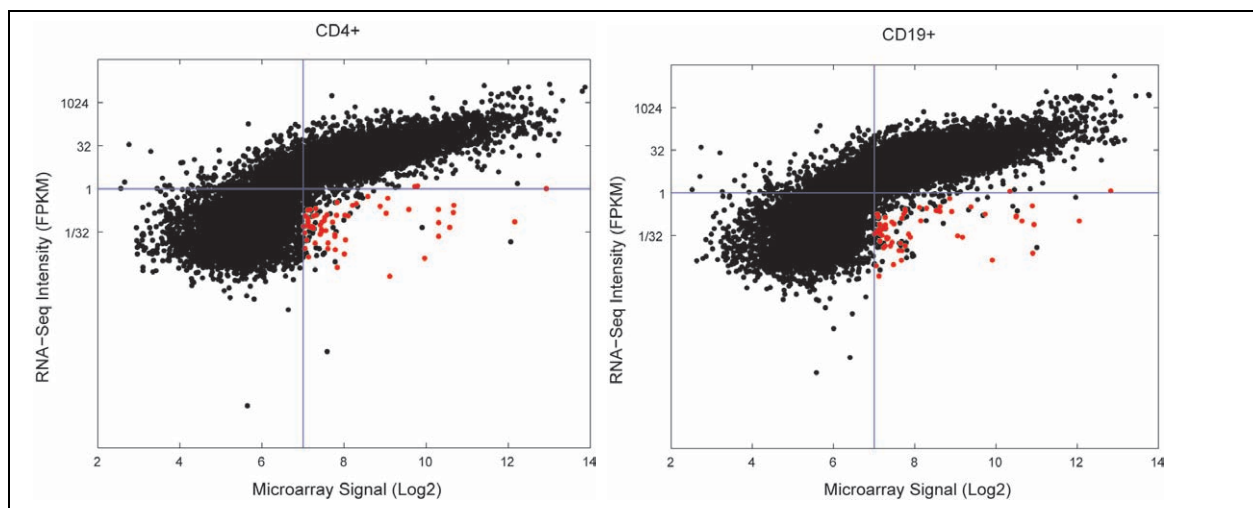 CD4+
1024
32
1
1/32
RNA−Seq Intensity (FPKM)
2 4 6 8 10 12 14
Microarray Signal (Log2)
CD19+
1024
32
1
1/32
RNA−Seq Intensity (FPKM)
2 4 6 8 10 12 14
Microarray Signal (Log2)